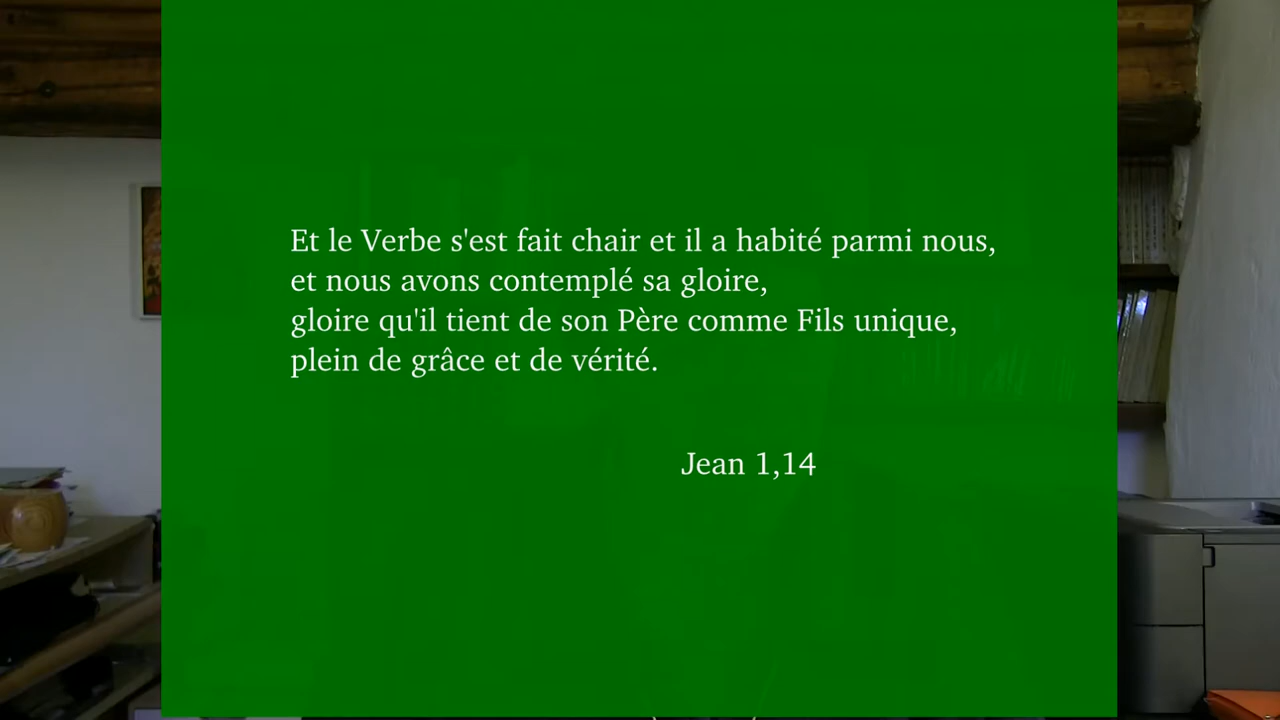 Et le Verbe s'est fait chair et il a habité parmi nous,
et nous avons contemplé sa gloire,
gloire qu'il tient de son Père comme Fils unique,
plein de grâce et de vérité.
Jean 1,14